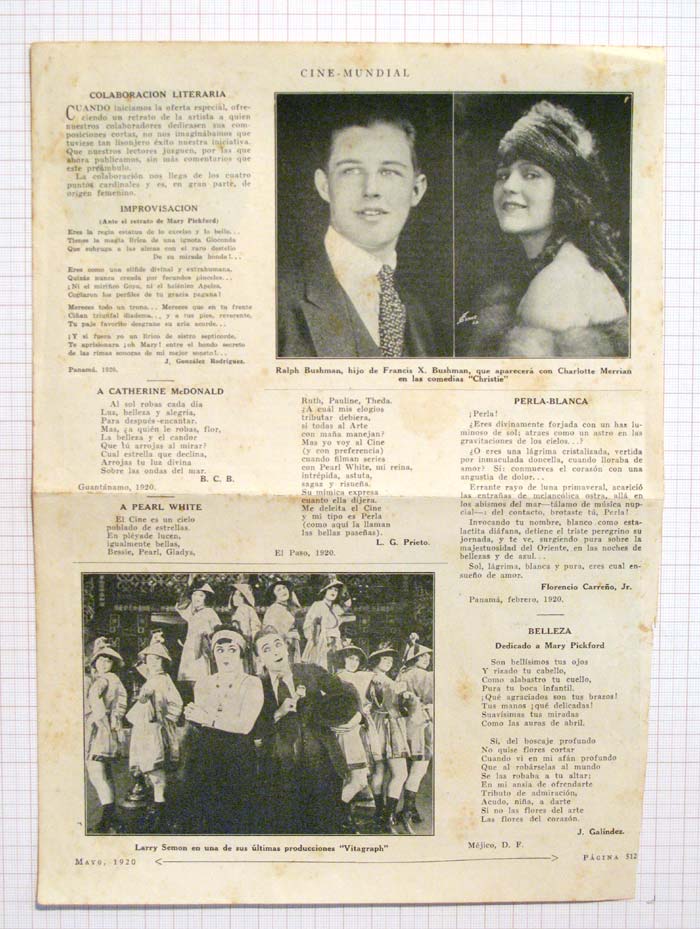 CINE-MUNDIAL
COLABORACION LITERARIA
CUANDO iniciamos la oferta especial, ofre-
ciendo un retrato de la artista a quien
nuestros colaboradores dedicasen sus com-
posiciones cortas, no nos imaginábamos que
tuviese tan lisonjero éxito nuestra iniciativa.
Que nuestros lectores juzguen, por las que
ahora publicamos, sin más comentarios que
este preámbulo.
La colaboración nos llega de los cuatro
puntos cardinales y es, en gran parte, de
origen femenino.
IMPROVISACION
(Ante el retrato de Mary Pickford)
Eres la regia estatua de lo excelso y lo bello...
Tienes la magia lírica de una ignota Gioconda
Que subyuga a las almas con el raro destello
De su mirada honda!...
Eres como una sílfide divinal y extrahumana.
Quizás nunca creada por fecundos pinceles...
¡Ni el mirífico Goya, ni el helénico Apeles,
Copiaron los perfiles de tu gracia pagana!
Mereces todo un trono... Mereces que en tu frente
Ciñan triunfal diadema... y a tus pies, reverente,
Tu paje favorito desgrane su aria acorde...
¡Y si fuera yo un lírico de sistro septicorde,
Te aprisionara ¡oh Mary! entre el hondo secreto
de las rimas sonoras de mi mejor soneto!...
J. González Rodríguez.
Panamá, 1920.
A CATHERINE McDONALD
Al sol robas cada día
Luz, belleza y alegría,
Para después-encantar.
Mas, ¿a quién le robas, flor,
La belleza y el candor
Que tú arrojas al mirar?
Cual estrella que declina,
Arrojas tu luz divina
Sobre las ondas del mar.
B. C. B.
Guantánamo, 1920.
A PEARL WHITE
El Cine es un cielo
poblado de estrellas.
En pléyade lucen,
igualmente bellas,
Bessie, Pearl, Gladys,
Ralph Bushman, hijo de Francis X. Bushman, que aparecerá con Charlotte Merrian
en las comedias "Christie"
Ruth, Pauline, Theda.
¿A cuál mis elogios
tributar debiera,
si todas al Arte
con maña manejan?
Mas yo voy al Cine
(y con preferencia)
cuando filman series
con Pearl White, mi reina,
intrépida, astuta,
sagaz y risueña.
Su mímica expresa
cuanto ella dijera.
Me deleita el Cine
y mi tipo es Perla
(como aquí la llaman
las bellas paseñas).
L. G. Prieto.
El Paso, 1920.
PERLA-BLANCA
¡Perla!
¿Eres divinamente forjada con un haz lu-
minoso de sol; atraes como un astro en las
gravitaciones de los cielos...?
¿O eres una lágrima cristalizada, vertida
por inmaculada doncella, cuando lloraba de
amor? Sí: conmueves el corazón con una
angustia de dolor...
Errante rayo de luna primaveral, acarició
las entrañas de melancólica ostra, allá en
los abismos del mar—tálamo de música nup-
cial—: del contacto, brotaste tú, Perla!
Invocando tu nombre, blanco como esta-
lactita diáfana, detiene el triste peregrino su
jornada, y te ve, surgiendo pura sobre la
majestuosidad del Oriente, en las noches de
bellezas y de azul...
Sol, lágrima, blanca y pura, eres cual en-
sueño de amor.
Florencio Carreño, Jr.
Panamá, febrero, 1920.
BELLEZA
Dedicado a Mary Pickford
Son bellísimos tus ojos
Y rizado tu cabello,
Como alabastro tu cuello,
Pura tu boca infantil.
¡Qué agraciados son tus brazos!
Tus manos ¡qué delicadas!
Suavísimas tus miradas
Como las auras de abril.
Si, del boscaje profundo
No quise flores cortar
Cuando vi en mi afán profundo
Que al robárselas al mundo
Se las robaba a tu altar;
En mi ansia de ofrendarte
Tributo de admiración,
Acudo, niña, a darte
Si no las flores del arte
Las flores del corazón.
J. Galíndez.
Méjico, D. F.
Larry Semon en una de sus últimas producciones "Vitagraph"
MAYO, 1920
PÁGINA 512